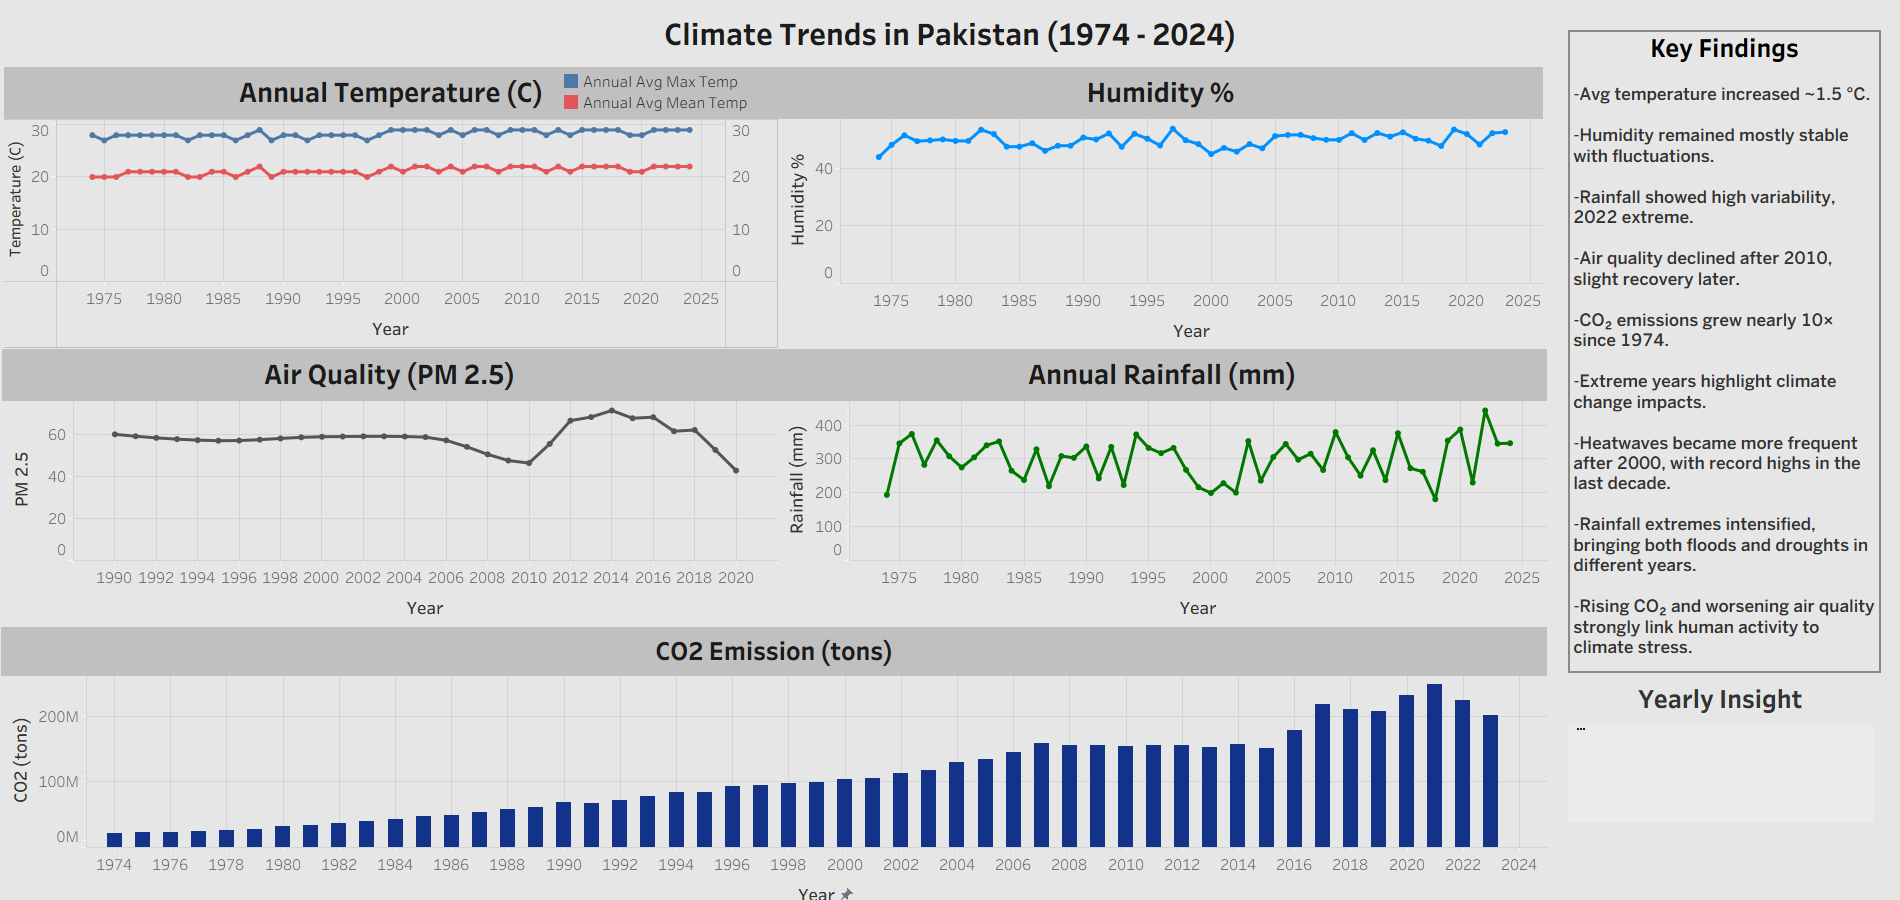 Climate Trends in Pakistan (1974 - 2024)
Annual Temperature (C)
Annual Avg Max Temp
Annual Avg Mean Temp
Temperature (C)
30
20
10
0
30
20
10
0
1975 1980 1985 1990 1995 2000 2005 2010 2015 2020 2025
Year
Humidity %
Humidity %
40
20
0
1975 1980 1985 1990 1995 2000 2005 2010 2015 2020 2025
Year
Air Quality (PM 2.5)
PM 2.5
60
40
20
0
1990 1992 1994 1996 1998 2000 2002 2004 2006 2008 2010 2012 2014 2016 2018 2020
Year
Annual Rainfall (mm)
Rainfall (mm)
400
300
200
100
0
1975 1980 1985 1990 1995 2000 2005 2010 2015 2020 2025
Year
CO2 Emission (tons)
CO2 (tons)
200M
100M
0M
1974 1976 1978 1980 1982 1984 1986 1988 1990 1992 1994 1996 1998 2000 2002 2004 2006 2008 2010 2012 2014 2016 2018 2020 2022 2024
Year
Key Findings
-Avg temperature increased ~1.5 °C.
-Humidity remained mostly stable
with fluctuations.
-Rainfall showed high variability,
2022 extreme.
-Air quality declined after 2010,
slight recovery later.
-CO₂ emissions grew nearly 10×
since 1974.
-Extreme years highlight climate
change impacts.
-Heatwaves became more frequent
after 2000, with record highs in the
last decade.
-Rainfall extremes intensified,
bringing both floods and droughts in
different years.
-Rising CO₂ and worsening air quality
strongly link human activity to
climate stress.
Yearly Insight
...